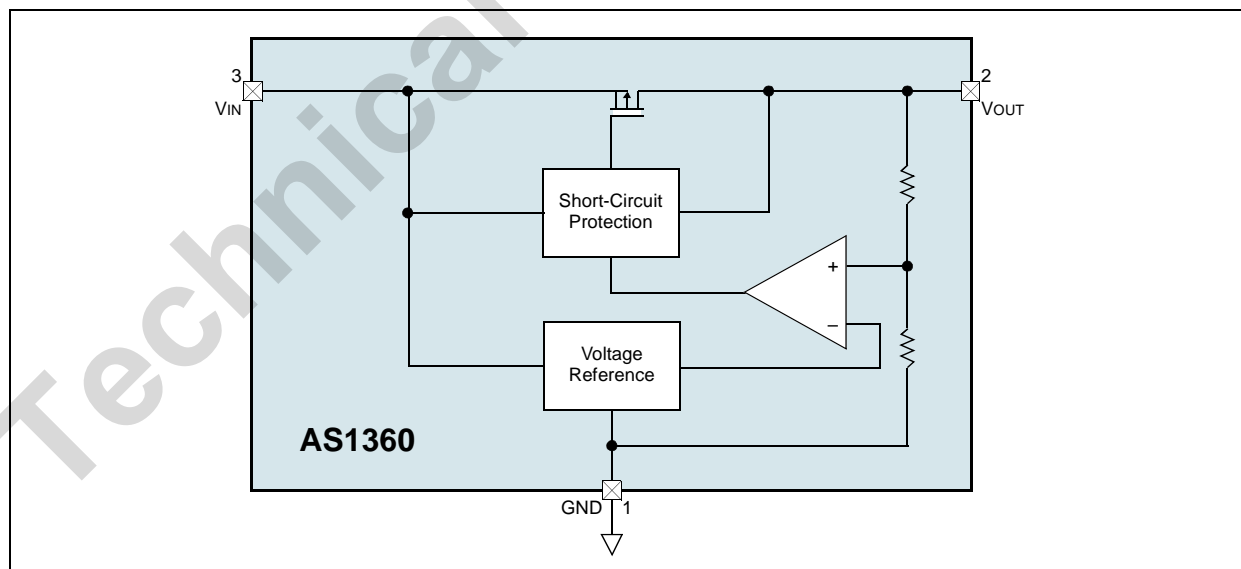 Technical
3
VIN
2
VOUT
Short-Circuit
Protection
+
–
Voltage
Reference
AS1360
GND 1